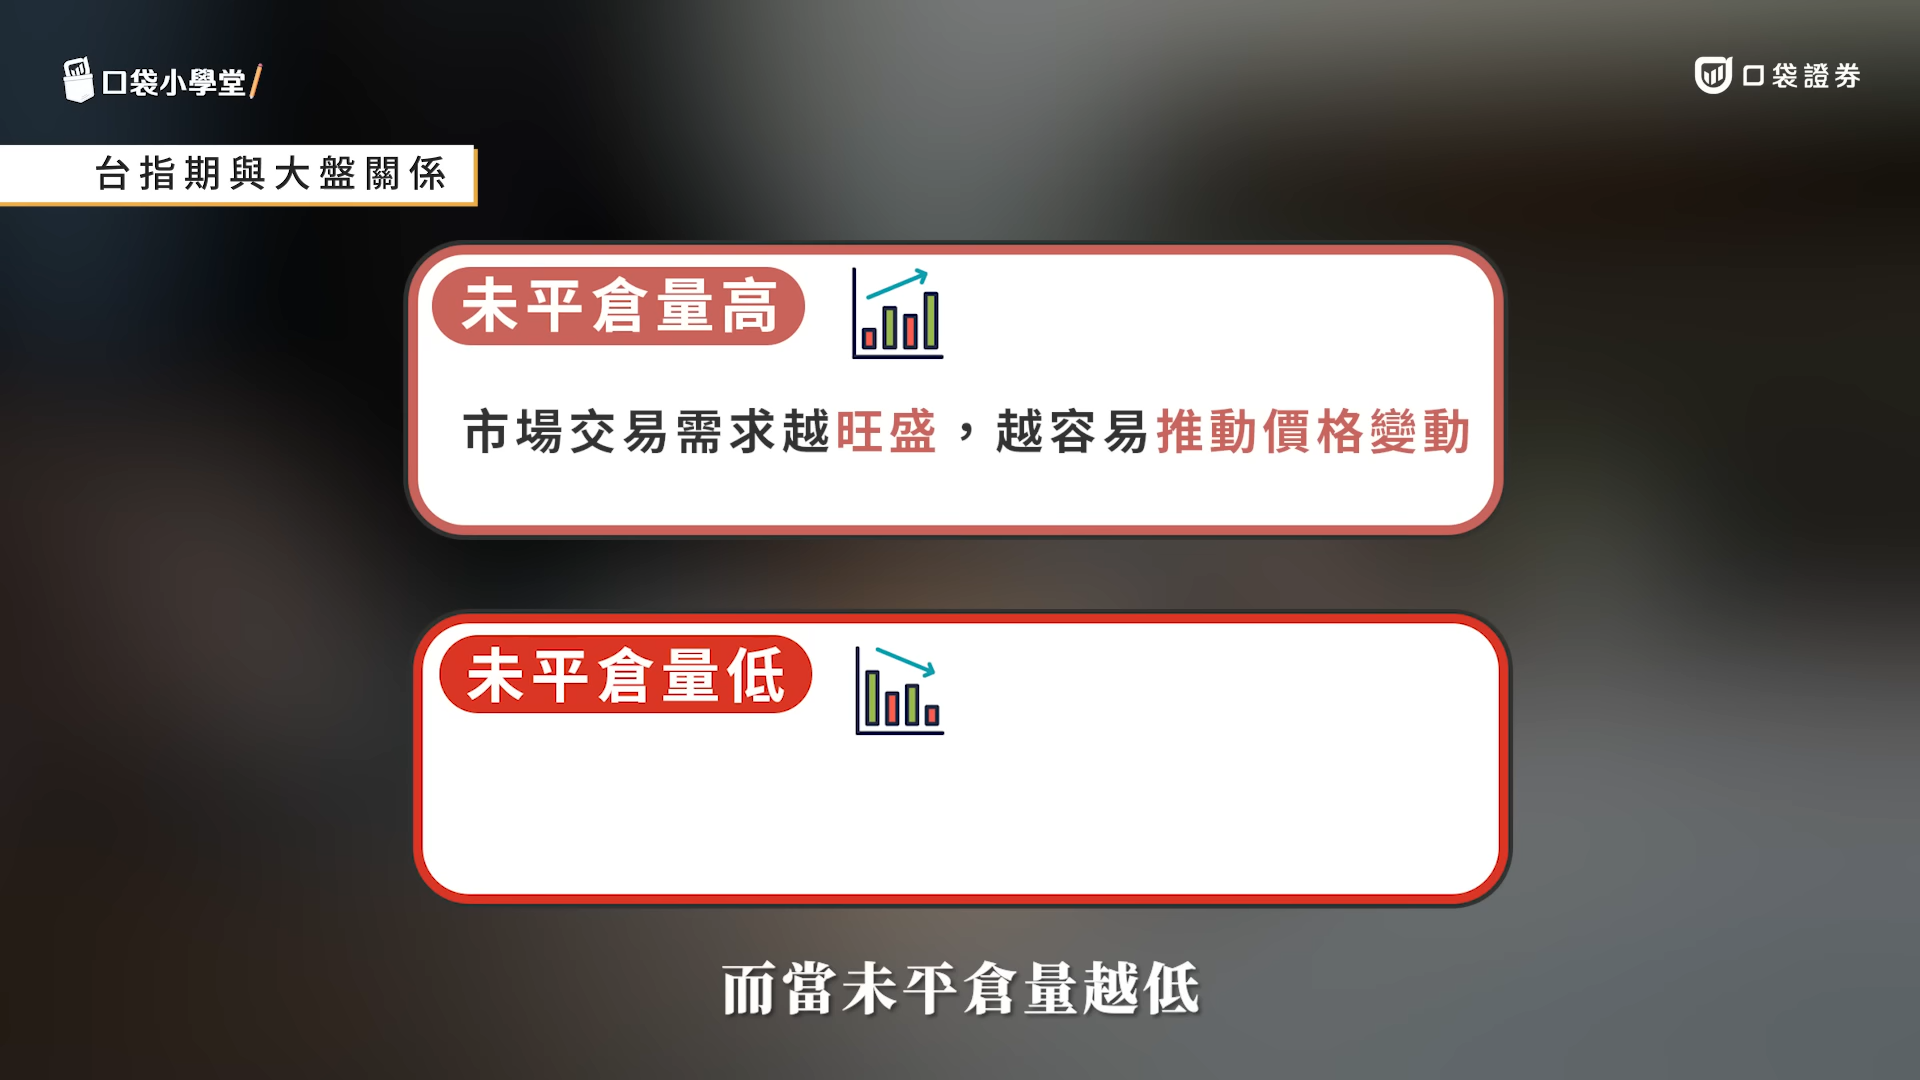 口袋小學堂
口袋證券
台指期與大盤關係
未平倉量高
市場交易需求越旺盛，越容易推動價格變動
未平倉量低
而當未平倉量越低